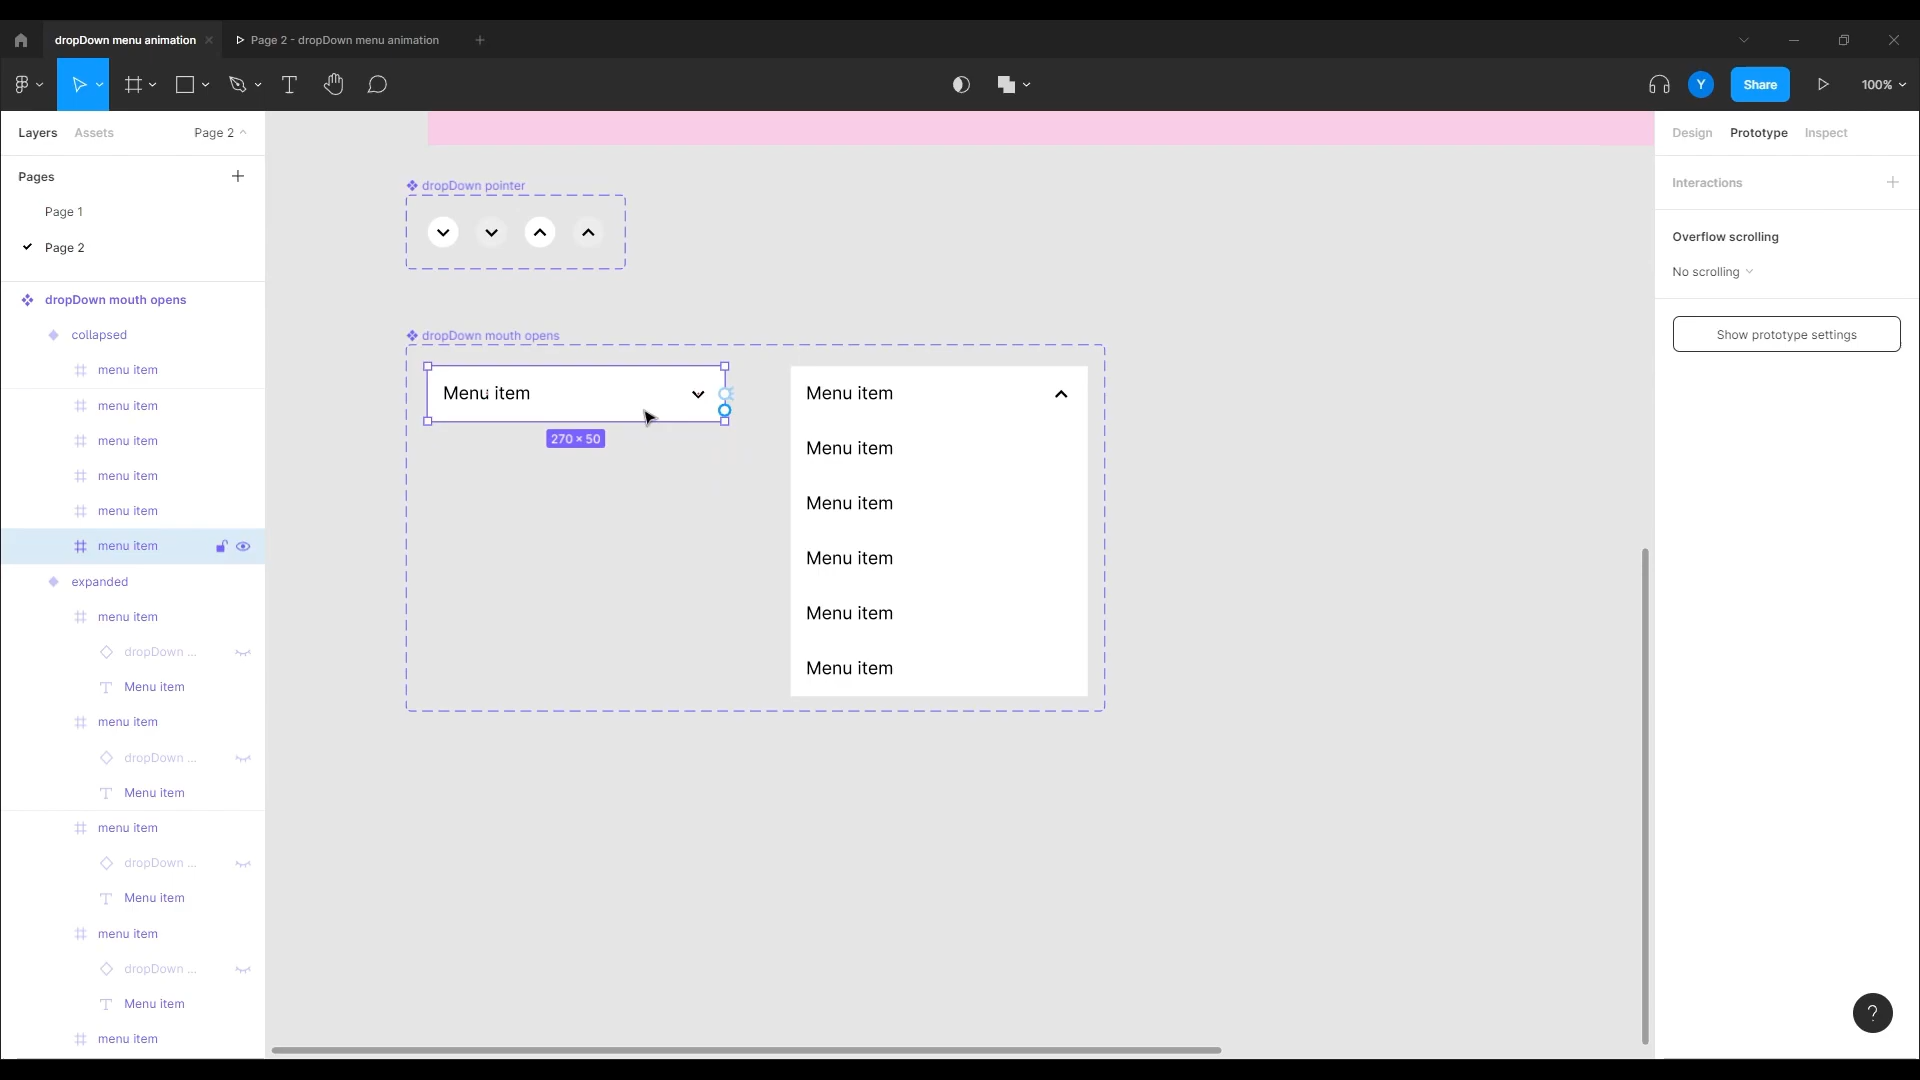 dropDown menu animation
Page 2 - dropDown menu animation
Y
Share
100%
Layers
Assets
Page 2
Pages
Page 1
Page 2
dropDown mouth opens
collapsed
menu item
menu item
menu item
menu item
menu item
menu item
expanded
menu item
dropDown ...
Menu item
menu item
dropDown ...
Menu item
menu item
dropDown ...
Menu item
menu item
dropDown ...
Menu item
menu item
dropDown pointer
dropDown mouth opens
Menu item
270 × 50
Menu item
Menu item
Menu item
Menu item
Menu item
Menu item
Design
Prototype
Inspect
Interactions
Overflow scrolling
No scrolling
Show prototype settings
?